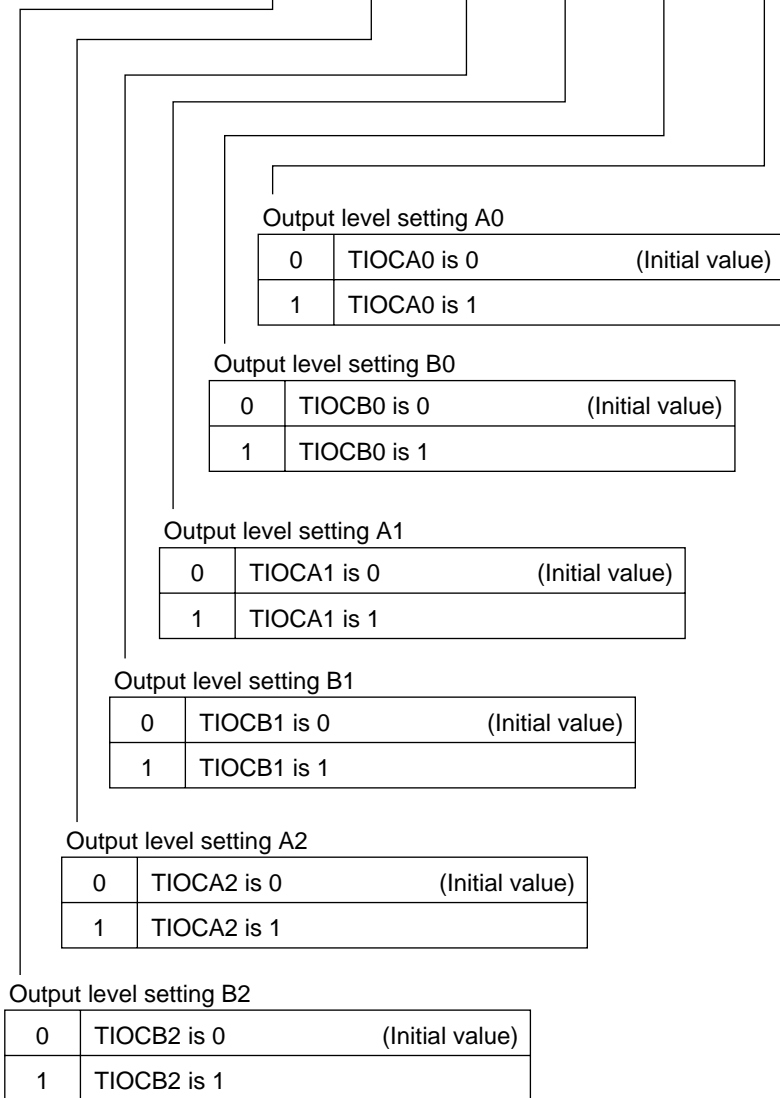 Output level setting A0
0 TIOCA0 is 0 (Initial value)
1 TIOCA0 is 1
Output level setting B0
0 TIOCB0 is 0 (Initial value)
1 TIOCB0 is 1
Output level setting A1
0 TIOCA1 is 0 (Initial value)
1 TIOCA1 is 1
Output level setting B1
0 TIOCB1 is 0 (Initial value)
1 TIOCB1 is 1
Output level setting A2
0 TIOCA2 is 0 (Initial value)
1 TIOCA2 is 1
Output level setting B2
0 TIOCB2 is 0 (Initial value)
1 TIOCB2 is 1